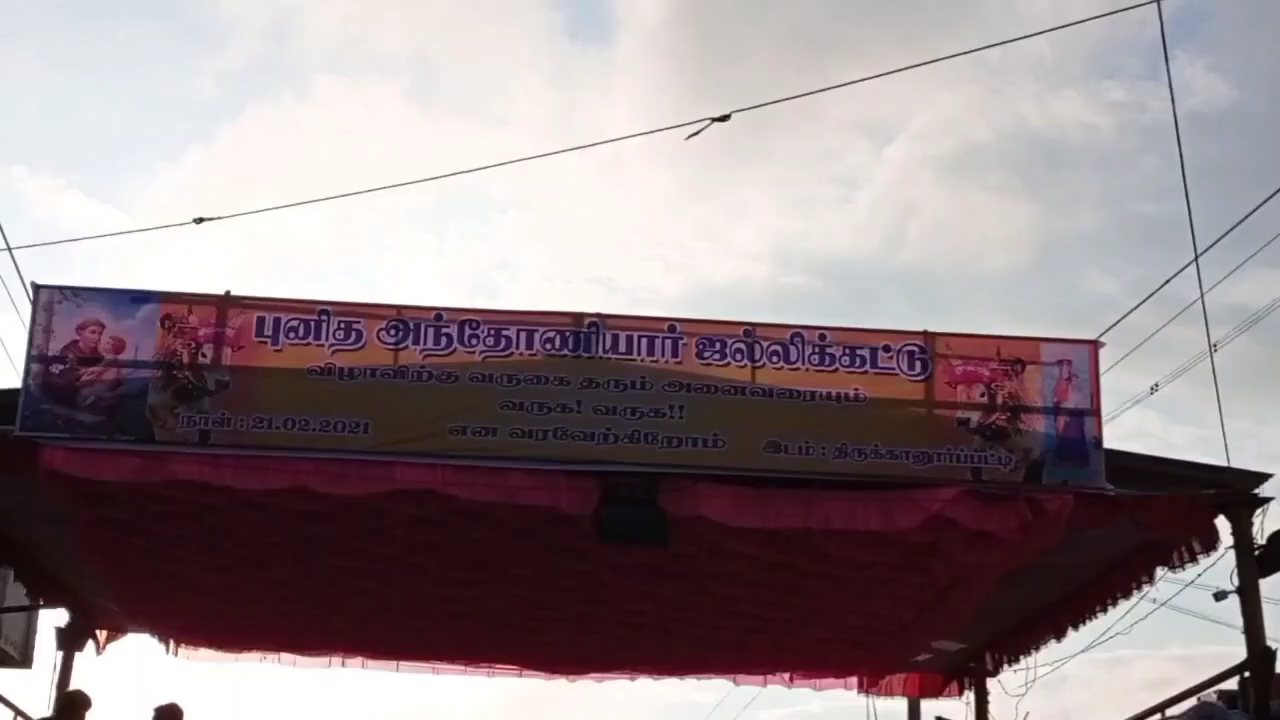 புனித அந்தோணியார் ஜல்லிக்கட்டு
விழாவிற்கு வருகை தரும் அனைவரையும்
வருக! வருக!!
என வரவேற்கிறோம்
நாள் : 21.02.2021
இடம் : திருக்கானூர்ப்பட்டி